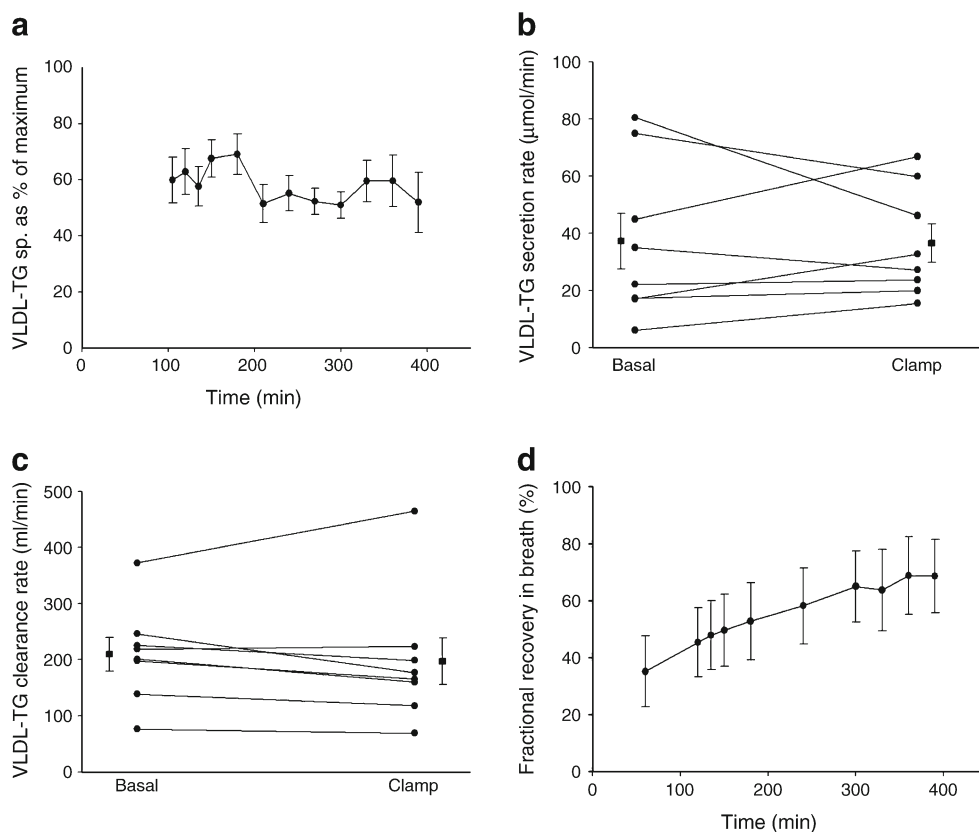 a
VLDL-TG sp. as % of maximum
100
80
60
40
20
0
0 100 200 300 400
Time (min)
b
VLDL-TG secretion rate (µmol/min)
100
80
60
40
20
0
Basal Clamp
c
VLDL-TG clearance rate (ml/min)
500
400
300
200
100
0
Basal Clamp
d
Fractional recovery in breath (%)
100
80
60
40
20
0
0 100 200 300 400
Time (min)